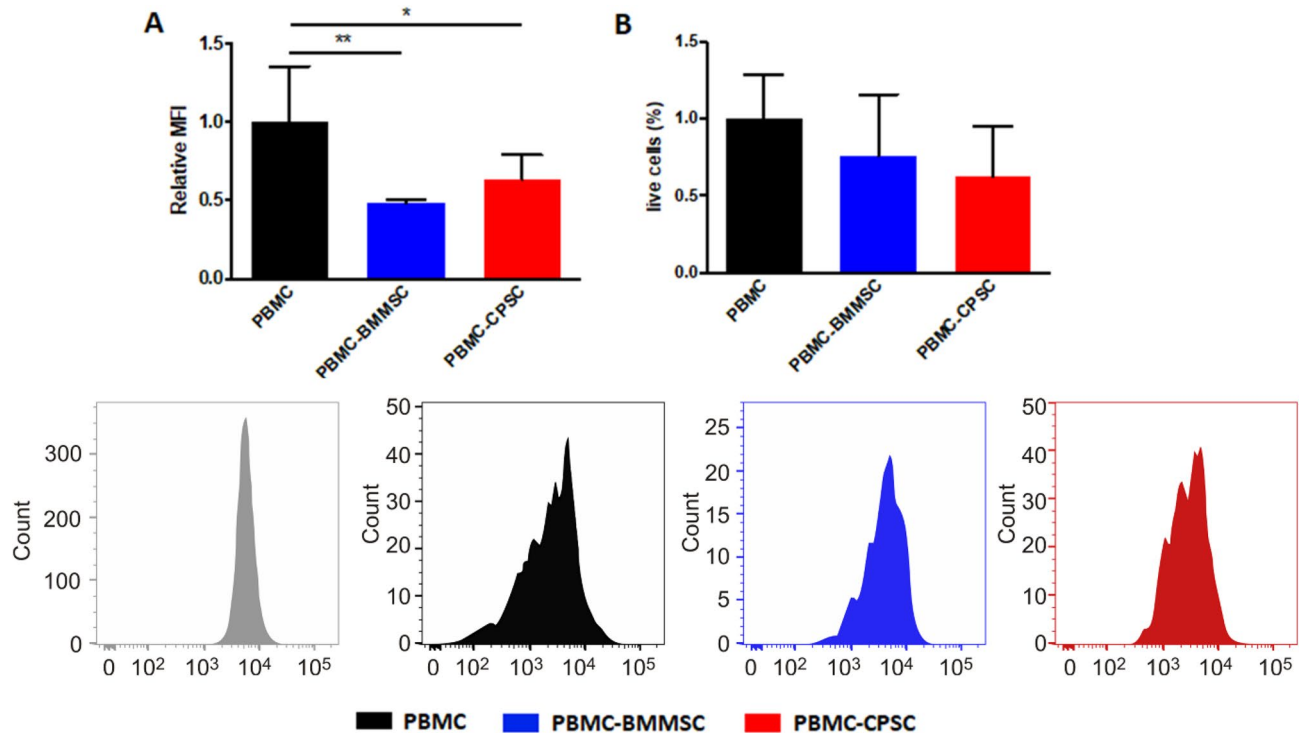 A
*
**
1.5
1.0
0.5
0.0
Relative MFI
PBMC
PBMC-BMMSC
PBMC-CPSC
B
1.5
1.0
0.5
0.0
live cells (%)
PBMC
PBMC-BMMSC
PBMC-CPSC
300
200
100
0
Count
0 10² 10³ 10⁴ 10⁵
50
40
30
20
10
0
Count
0 10² 10³ 10⁴ 10⁵
25
20
15
10
5
0
Count
0 10² 10³ 10⁴ 10⁵
50
40
30
20
10
0
Count
0 10² 10³ 10⁴ 10⁵
PBMC PBMC-BMMSC PBMC-CPSC